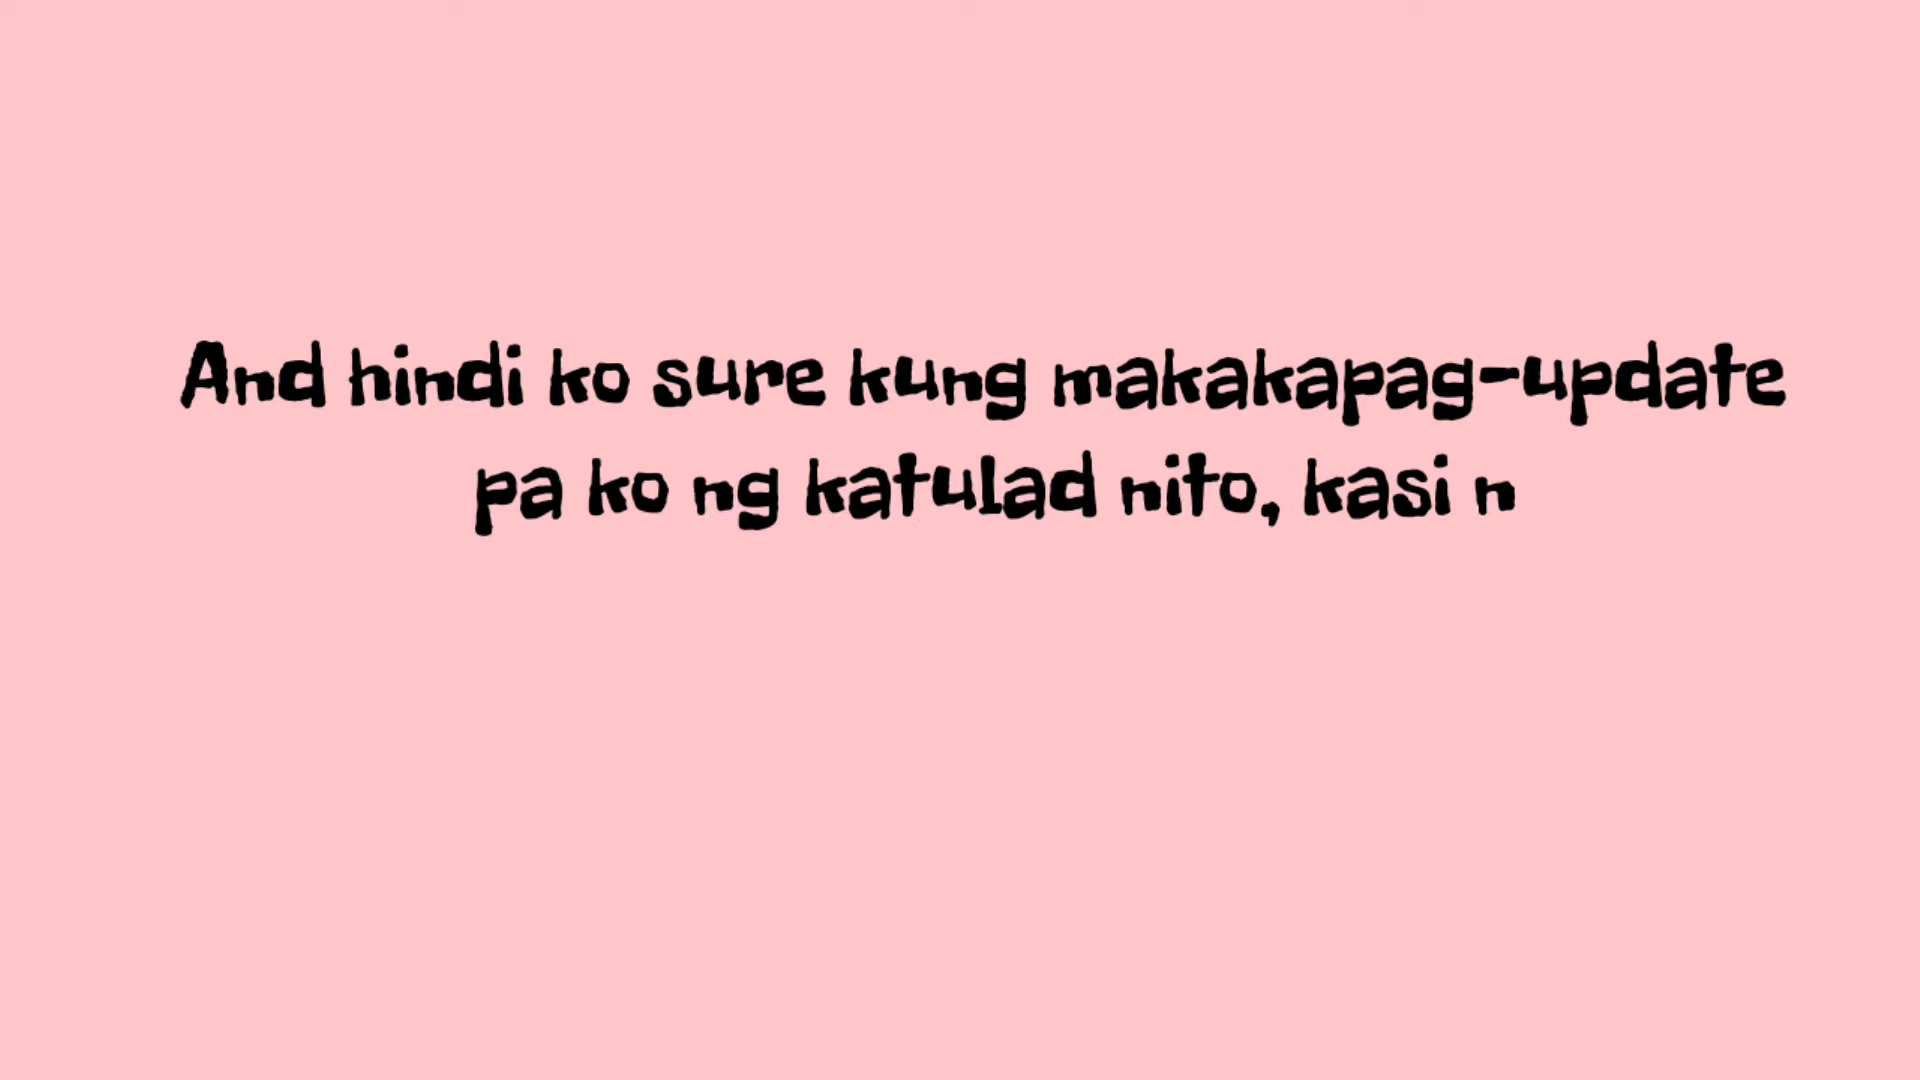 And hindi ko sure kung makakapag-update
pa ko ng katulad nito, kasi n